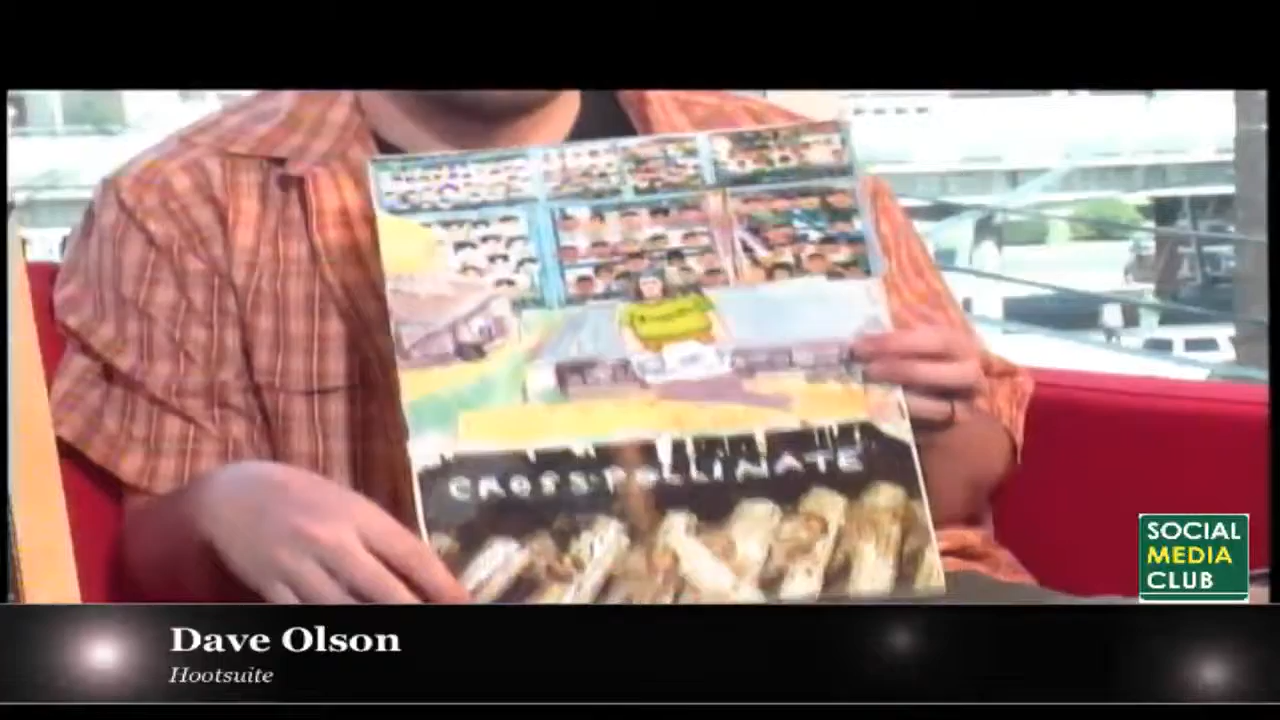 CROSS-POLLINATE
SOCIAL
MEDIA
CLUB
Dave Olson
Hootsuite